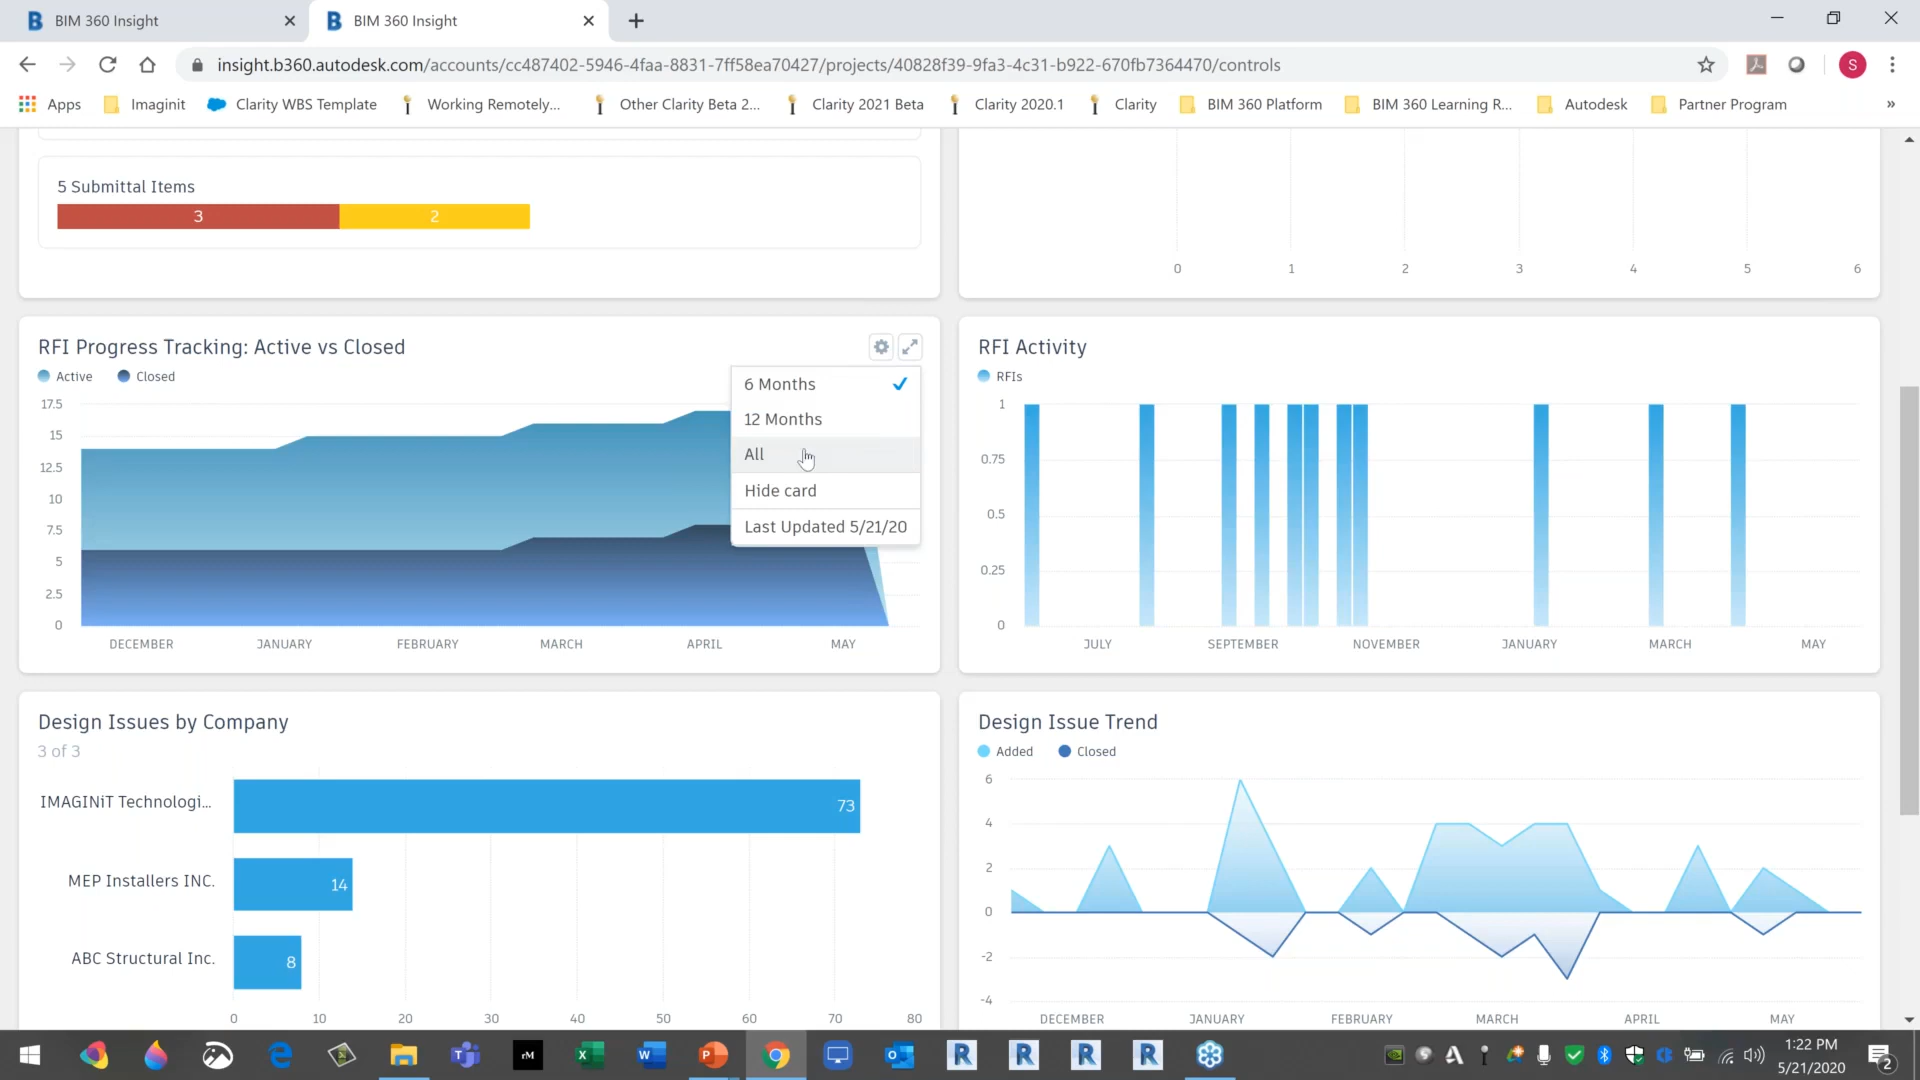 BIM 360 Insight
BIM 360 Insight
insight.b360.autodesk.com/accounts/cc487402-5946-4faa-8831-7ff58ea70427/projects/40828f39-9fa3-4c31-b922-670fb7364470/controls
S
Apps Imaginit Clarity WBS Template Working Remotely... Other Clarity Beta 2... Clarity 2021 Beta Clarity 2020.1 Clarity BIM 360 Platform BIM 360 Learning R... Autodesk Partner Program »
5 Submittal Items
3 2
0 1 2 3 4 5 6
RFI Progress Tracking: Active vs Closed
Active Closed
17.5
15
12.5
10
7.5
5
2.5
0
DECEMBER JANUARY FEBRUARY MARCH APRIL MAY
6 Months
12 Months
All
Hide card
Last Updated 5/21/20
RFI Activity
RFIs
1
0.75
0.5
0.25
0
JULY SEPTEMBER NOVEMBER JANUARY MARCH MAY
Design Issues by Company
3 of 3
IMAGINiT Technologi... 73
MEP Installers INC. 14
ABC Structural Inc. 8
0 10 20 30 40 50 60 70 80
Design Issue Trend
Added Closed
6
4
2
0
-2
-4
DECEMBER JANUARY FEBRUARY MARCH APRIL MAY
rM
1:22 PM
5/21/2020
2